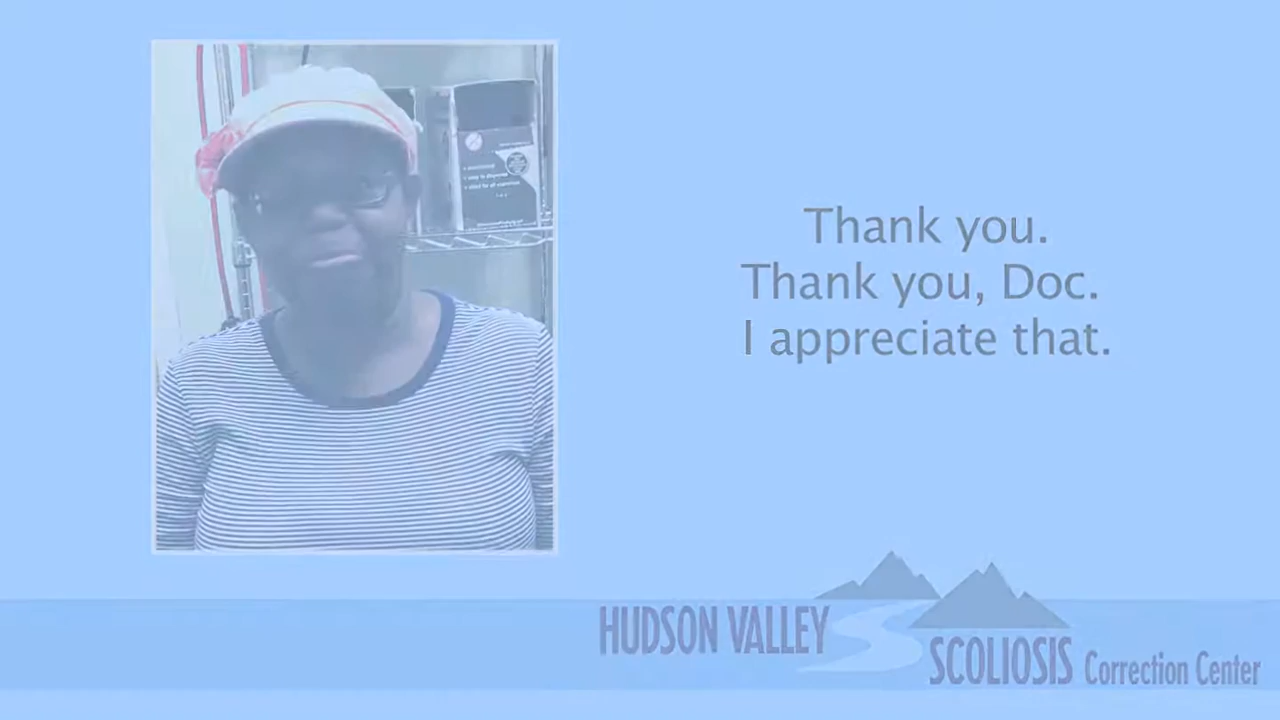 Thank you.
Thank you, Doc.
I appreciate that.
HUDSON VALLEY
SCOLIOSIS Correction Center